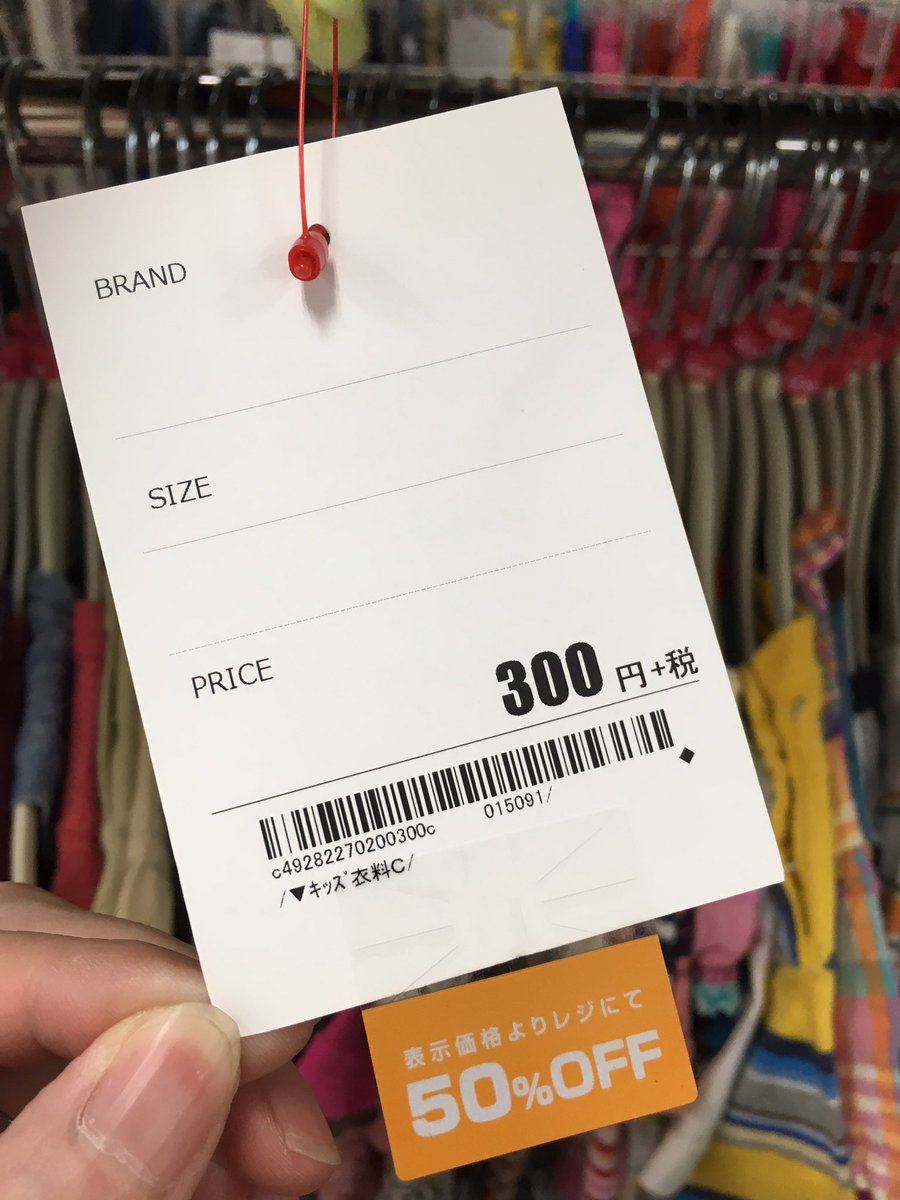 BRAND
SIZE
PRICE
300 円+税
c49282270200300c 015091/
/▼ｷｯｽﾞ衣料C/
表示価格よりレジにて
50%OFF